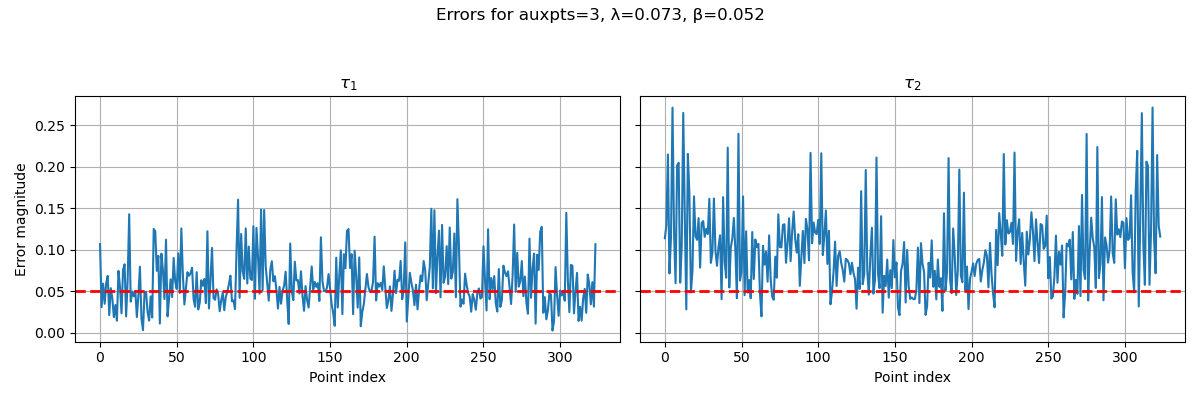 Errors for auxpts=3, λ=0.073, β=0.052
τ₁
τ₂
Error magnitude
0.25
0.20
0.15
0.10
0.05
0.00
0 50 100 150 200 250 300
0 50 100 150 200 250 300
Point index
Point index